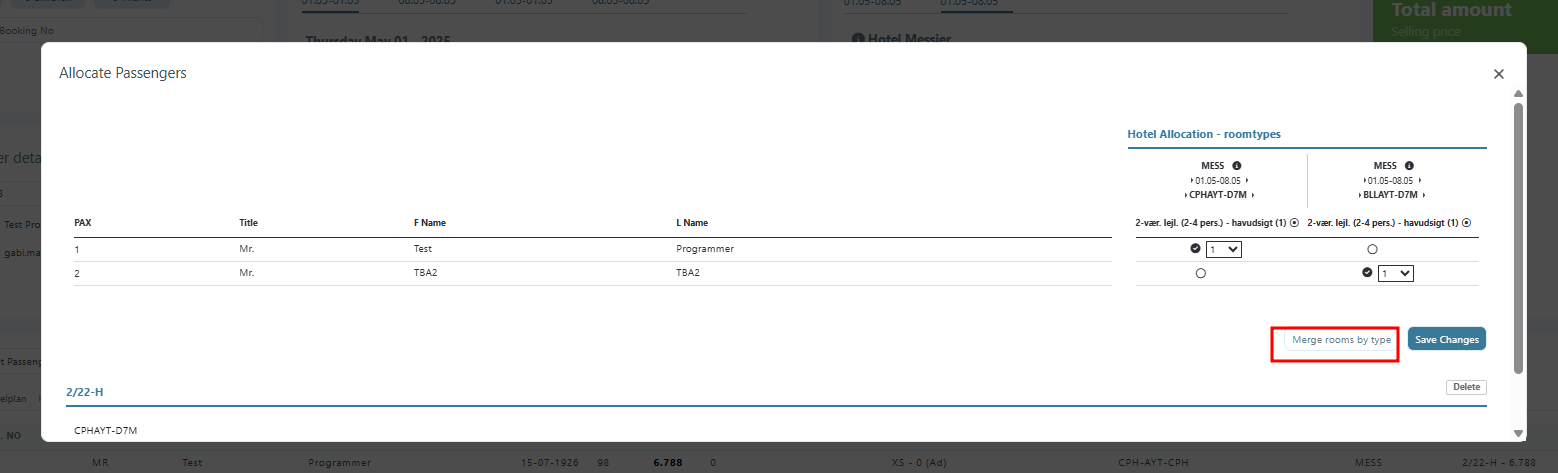 01.05-01.05 08.05-08.05 01.05-01.05 08.05-08.05 01.05-08.05 01.05-08.05
Total amount
Selling price
Booking No
Thursday May 01, 2025
Hotel Messier
Allocate Passengers
Hotel Allocation - roomtypes
MESS MESS
01.05-08.05 01.05-08.05
CPHAYT-D7M BLLAYT-D7M
PAX Title F Name L Name 2-vær. lejl. (2-4 pers.) - havudsigt (1) 2-vær. lejl. (2-4 pers.) - havudsigt (1)
1 Mr. Test Programmer 1
2 Mr. TBA2 TBA2 1
er deta
Test Pro
gabi.ma
Merge rooms by type Save Changes
t Passeng
2/22-H Delete
elplan
CPHAYT-D7M
. NO
MR Test Programmer 15-07-1926 98 6.788 0 XS - 0 (Ad) CPH-AYT-CPH MESS 2/22-H - 6.788